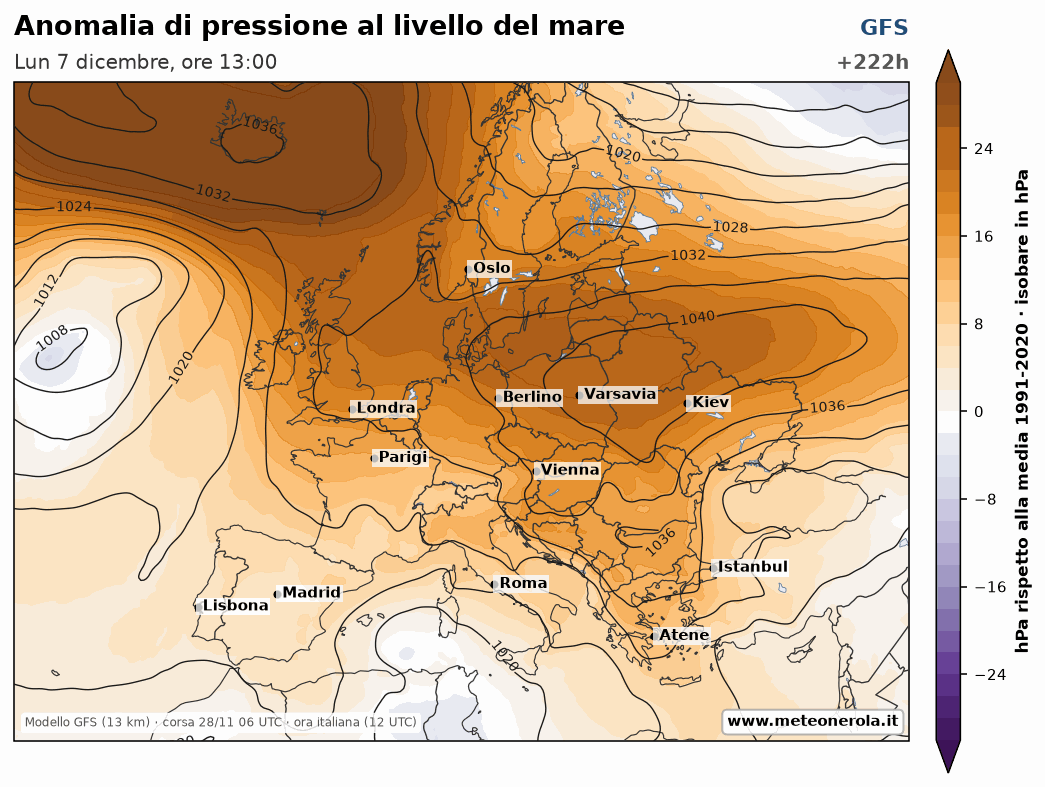 Anomalia di pressione al livello del mare
GFS
Lun 7 dicembre, ore 13:00
+222h
1036
1032
1024
1020
1028
1032
1012
1008
1020
1040
1036
1036
1020
Oslo
Londra
Berlino
Varsavia
Kiev
Parigi
Vienna
Istanbul
Roma
Madrid
Lisbona
Atene
Modello GFS (13 km) · corsa 28/11 06 UTC · ora italiana (12 UTC)
www.meteonerola.it
24
16
8
0
−8
−16
−24
hPa rispetto alla media 1991-2020 · isobare in hPa